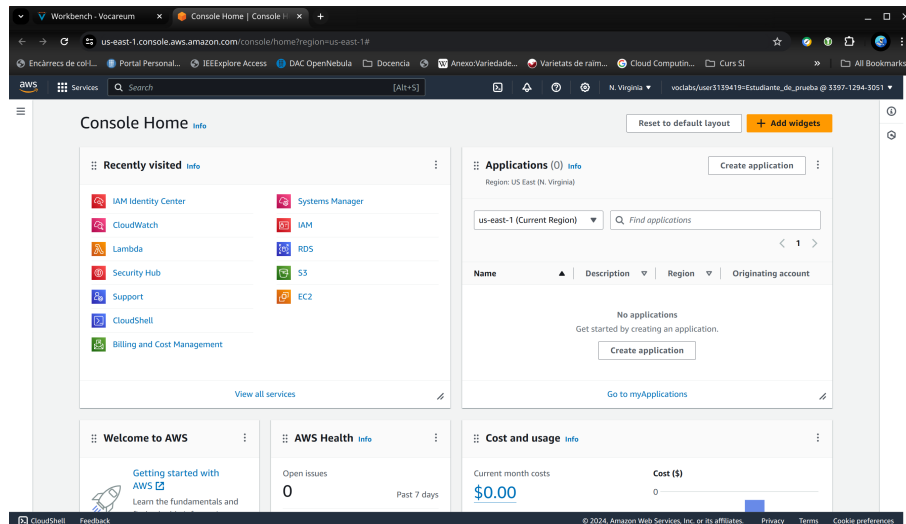 Workbench - Vocareum
Console Home | Console H
us-east-1.console.aws.amazon.com/console/home?region=us-east-1#
Encàrrecs de col·l...
Portal Personal...
IEEExplore Access
DAC OpenNebula
Docencia
Anexo:Variedade...
Varietats de raïm...
Cloud Computin...
Curs SI
»
All Bookmarks
aws
Services
Search
[Alt+S]
N. Virginia
voclabs/user3139419=Estudiante_de_prueba @ 3397-1294-3051
Console Home Info
Reset to default layout
+ Add widgets
Recently visited Info
IAM Identity Center
CloudWatch
Lambda
Security Hub
Support
CloudShell
Billing and Cost Management
Systems Manager
IAM
RDS
S3
EC2
View all services
Applications (0) Info
Region: US East (N. Virginia)
Create application
us-east-1 (Current Region)
Find applications
< 1 >
Name
Description
Region
Originating account
No applications
Get started by creating an application.
Create application
Go to myApplications
Welcome to AWS
Getting started with
AWS
Learn the fundamentals and
AWS Health Info
Open issues
0
Past 7 days
Cost and usage Info
Current month costs
$0.00
Cost ($)
0
CloudShell
Feedback
© 2024, Amazon Web Services, Inc. or its affiliates.
Privacy
Terms
Cookie preferences